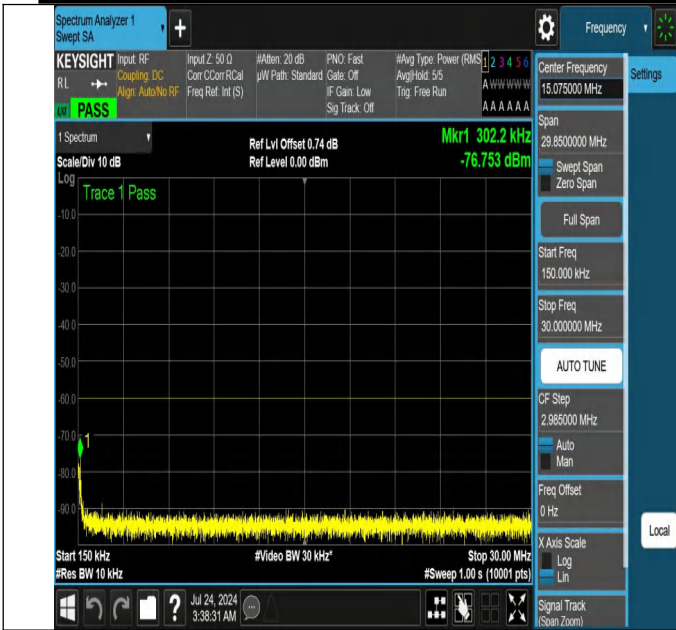 Spectrum Analyzer 1
Swept SA
+
Frequency
KEYSIGHT
RL
PASS
Input: RF
Coupling: DC
Align: Auto/No RF
Input Z: 50 Ω
Corr CCorr RCal
Freq Ref: Int (S)
#Atten: 20 dB
µW Path: Standard
PNO: Fast
Gate: Off
IF Gain: Low
Sig Track: Off
#Avg Type: Power (RMS
Avg|Hold: 5/5
Trig: Free Run
1 2 3 4 5 6
A W W W W W
A A A A A A
1 Spectrum
Scale/Div 10 dB
Ref Lvl Offset 0.74 dB
Ref Level 0.00 dBm
Mkr1 302.2 kHz
-76.753 dBm
Log
Trace 1 Pass
-10.0
-20.0
-30.0
-40.0
-50.0
-60.0
-70.0
1
-80.0
-90.0
Start 150 kHz
#Res BW 10 kHz
#Video BW 30 kHz*
Stop 30.00 MHz
#Sweep 1.00 s (10001 pts)
Jul 24, 2024
3:38:31 AM
?
Center Frequency
15.075000 MHz
Settings
Span
29.8500000 MHz
Swept Span
Zero Span
Full Span
Start Freq
150.000 kHz
Stop Freq
30.000000 MHz
AUTO TUNE
CF Step
2.985000 MHz
Auto
Man
Freq Offset
0 Hz
X Axis Scale
Log
Lin
Local
Signal Track
(Span Zoom)